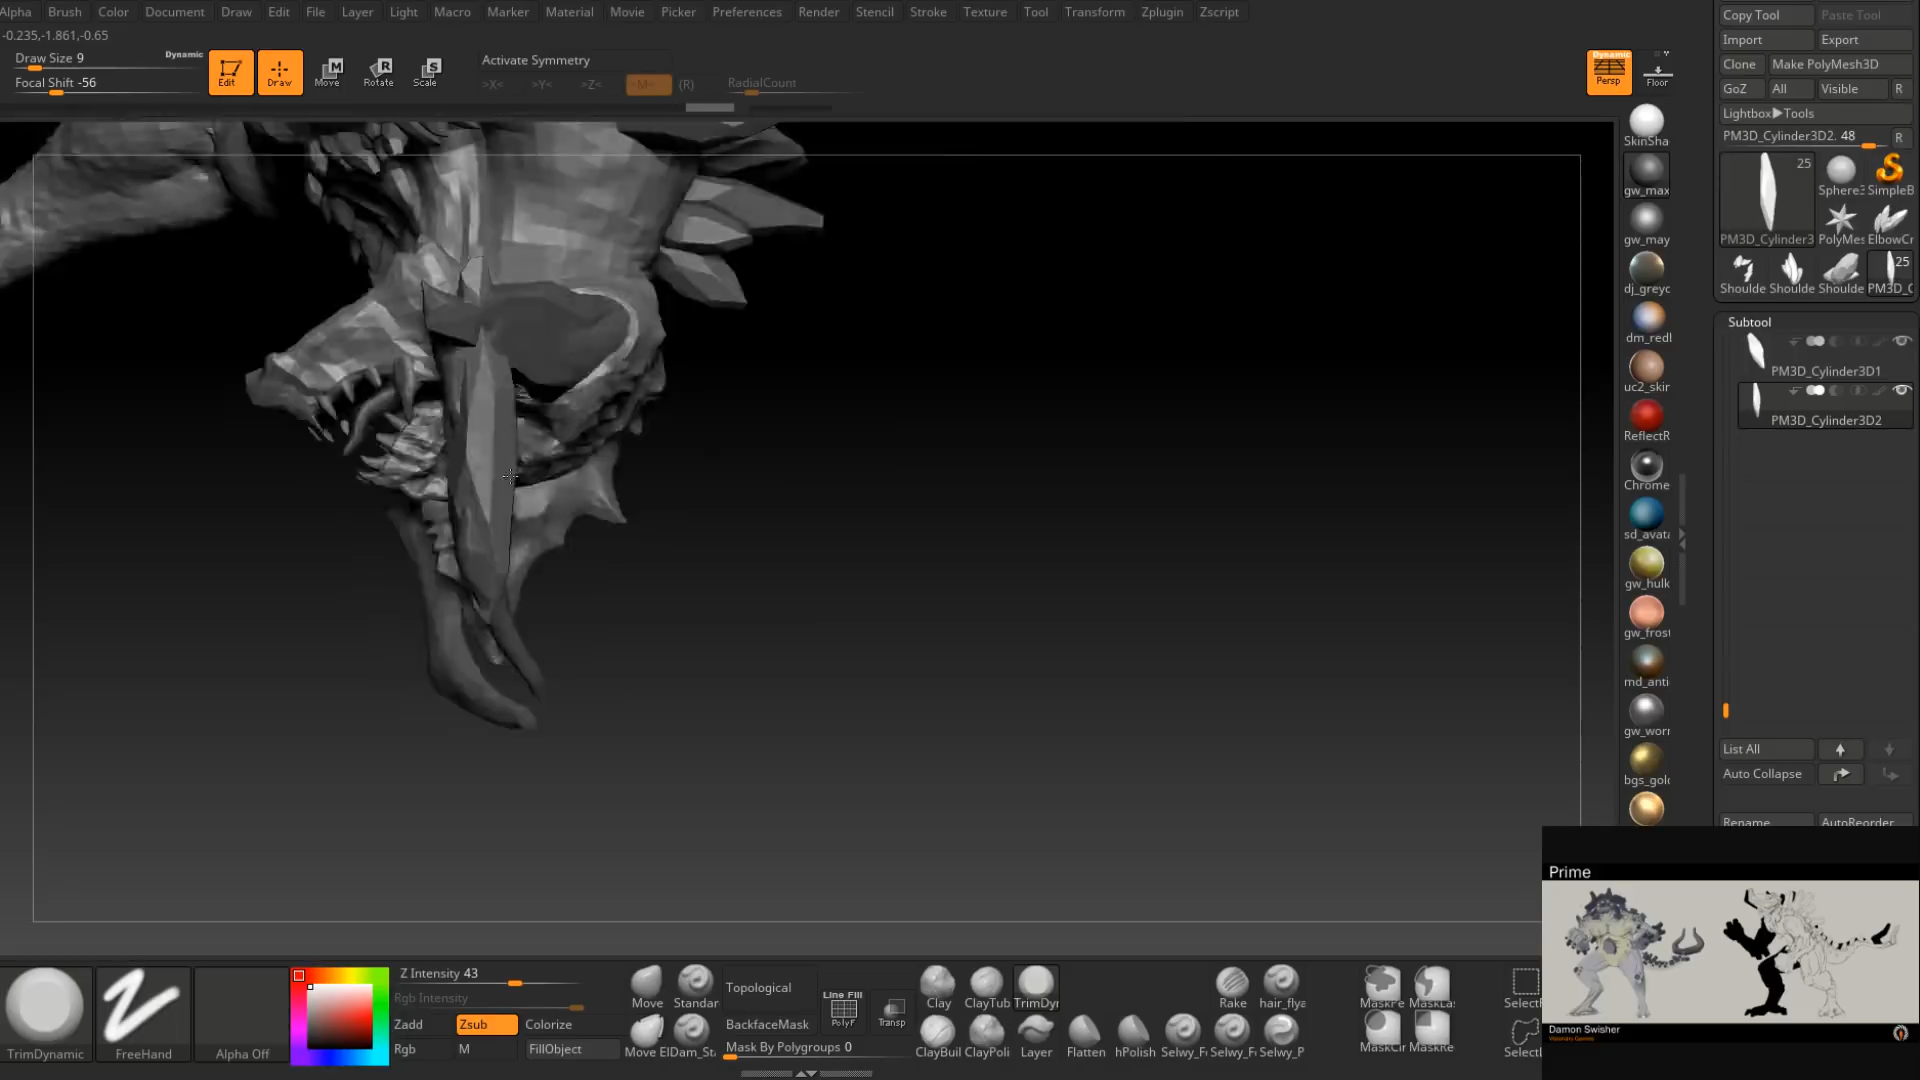 Alpha Brush Color Document Draw Edit File Layer Light Macro Marker Material Movie Picker Preferences Render Stencil Stroke Texture Tool Transform Zplugin Zscript
-0.235,-1.861,-0.65
Draw Size 9
Dynamic
Focal Shift -56
Edit
Draw
M
Move
R
Rotate
S
Scale
Activate Symmetry
>X< >Y< >Z< >M< (R) RadialCount
Dynamic
Persp
Floor
Copy Tool Paste Tool
Import Export
Clone Make PolyMesh3D
GoZ All Visible R
Lightbox▶Tools
PM3D_Cylinder3D2. 48 R
25
Sphere3 SimpleB
PM3D_Cylinder3 PolyMes ElbowCr
25
Shoulde Shoulde Shoulde PM3D_C
Subtool
PM3D_Cylinder3D1
PM3D_Cylinder3D2
List All
Auto Collapse
Rename AutoReorder
SkinSha
gw_max
gw_may
dj_greyc
dm_redl
uc2_skir
ReflectR
Chrome
sd_avata
gw_hulk
gw_frost
md_anti
gw_worr
bgs_gold
Prime
Damon Swisher
TrimDynamic
FreeHand
Alpha Off
Z Intensity 43
Rgb Intensity
Zadd Zsub Colorize
Rgb M FillObject
Move Standar
Move ElDam_St
Topological
BackfaceMask
Mask By Polygroups 0
Line Fill
PolyF
Transp
Clay ClayTub TrimDyr
ClayBuil ClayPoli Layer Flatten hPolish Selwy_F Selwy_F Selwy_P
Rake hair_flya
MaskPe MaskLas
MaskCir MaskRe
SelectF
SelectL